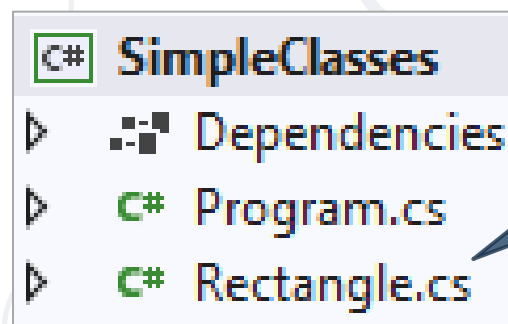 C# SimpleClasses
Dependencies
C# Program.cs
C# Rectangle.cs